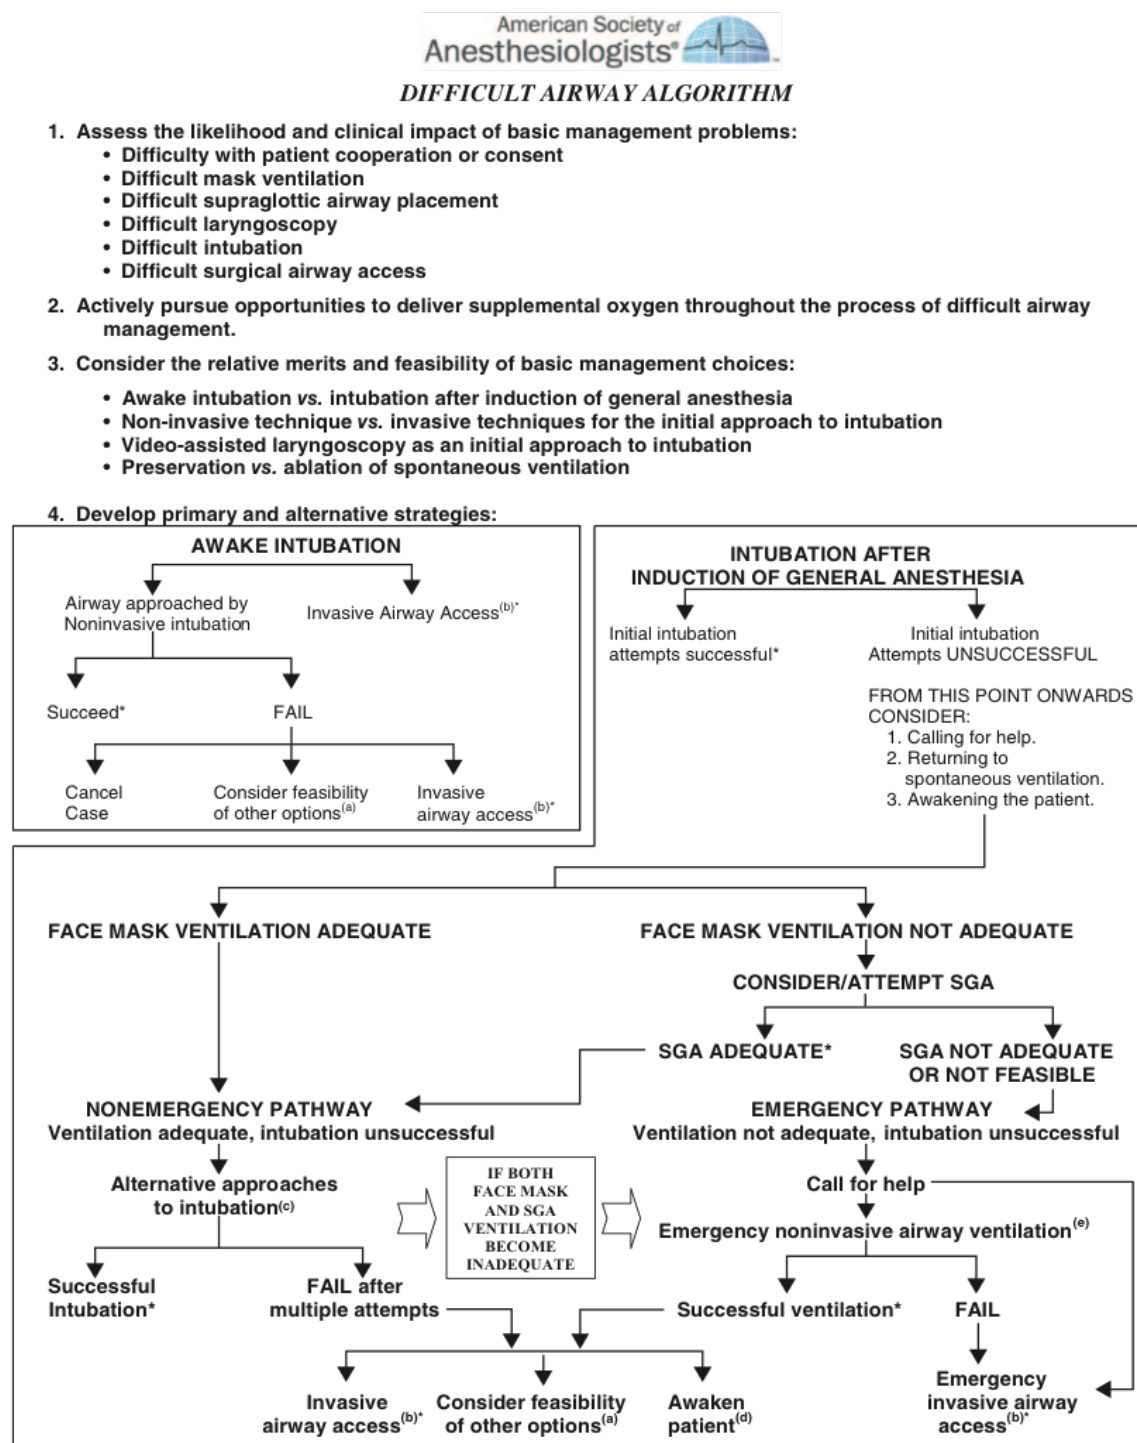 American Society of
Anesthesiologists®
™
DIFFICULT AIRWAY ALGORITHM
1. Assess the likelihood and clinical impact of basic management problems:
• Difficulty with patient cooperation or consent
• Difficult mask ventilation
• Difficult supraglottic airway placement
• Difficult laryngoscopy
• Difficult intubation
• Difficult surgical airway access
2. Actively pursue opportunities to deliver supplemental oxygen throughout the process of difficult airway
management.
3. Consider the relative merits and feasibility of basic management choices:
• Awake intubation vs. intubation after induction of general anesthesia
• Non-invasive technique vs. invasive techniques for the initial approach to intubation
• Video-assisted laryngoscopy as an initial approach to intubation
• Preservation vs. ablation of spontaneous ventilation
4. Develop primary and alternative strategies:
AWAKE INTUBATION
Airway approached by
Noninvasive intubation
Invasive Airway Access(b)*
Succeed*
FAIL
Cancel
Case
Consider feasibility
of other options(a)
Invasive
airway access(b)*
INTUBATION AFTER
INDUCTION OF GENERAL ANESTHESIA
Initial intubation
attempts successful*
Initial intubation
Attempts UNSUCCESSFUL
FROM THIS POINT ONWARDS
CONSIDER:
1. Calling for help.
2. Returning to
spontaneous ventilation.
3. Awakening the patient.
FACE MASK VENTILATION ADEQUATE
FACE MASK VENTILATION NOT ADEQUATE
CONSIDER/ATTEMPT SGA
SGA ADEQUATE*
SGA NOT ADEQUATE
OR NOT FEASIBLE
NONEMERGENCY PATHWAY
Ventilation adequate, intubation unsuccessful
EMERGENCY PATHWAY
Ventilation not adequate, intubation unsuccessful
Alternative approaches
to intubation(c)
IF BOTH
FACE MASK
AND SGA
VENTILATION
BECOME
INADEQUATE
Call for help
Emergency noninvasive airway ventilation(e)
Successful
Intubation*
FAIL after
multiple attempts
Successful ventilation*
FAIL
Invasive
airway access(b)*
Consider feasibility
of other options(a)
Awaken
patient(d)
Emergency
invasive airway
access(b)*